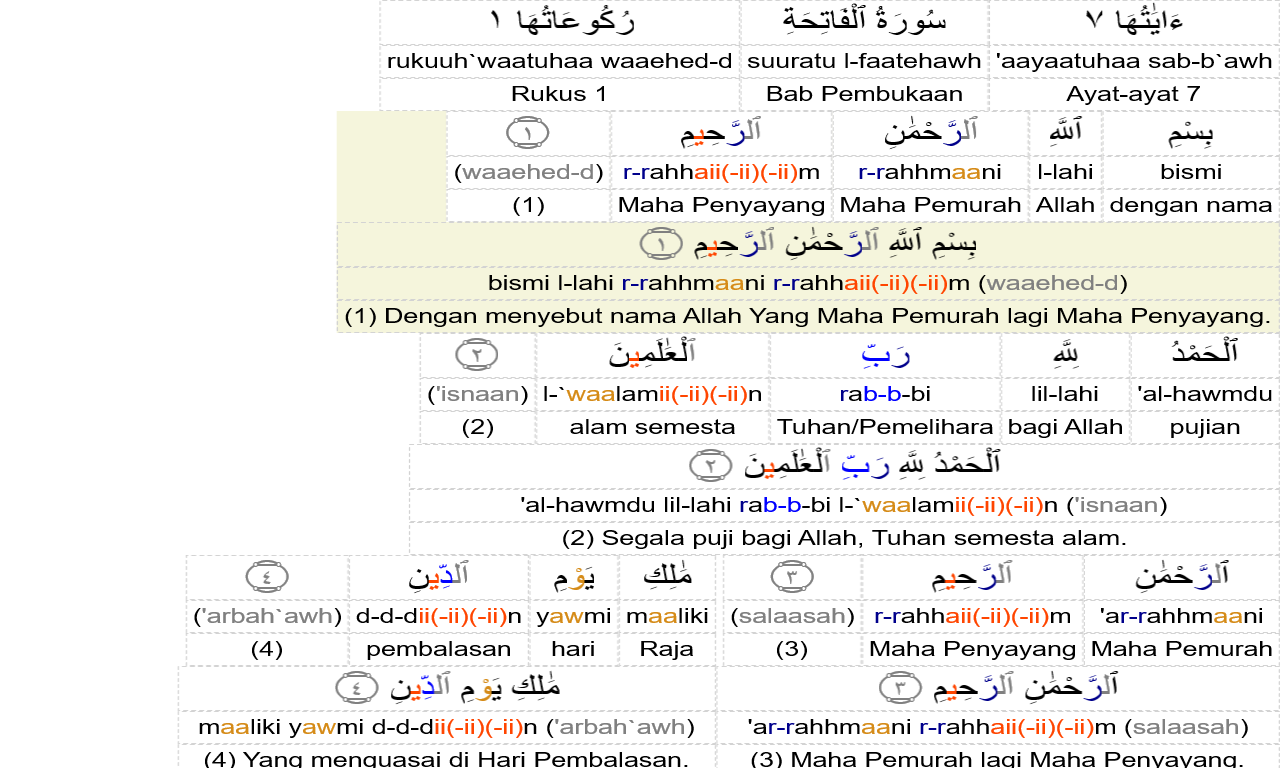 ءَايَٰتُهَا ٧ سُورَةُ ٱلْفَاتِحَةِ رُكُوعَاتُهَا ١
'aayaatuhaa sab-b`awh suuratu l-faatehawh rukuuh`waatuhaa waaehed-d
Ayat-ayat 7 Bab Pembukaan Rukus 1
بِسْمِ ٱللَّهِ ٱلرَّحْمَٰنِ ٱلرَّحِيمِ ١
bismi l-lahi r-rahhmaani r-rahhaii(-ii)(-ii)m (waaehed-d)
dengan nama Allah Maha Pemurah Maha Penyayang (1)
بِسْمِ ٱللَّهِ ٱلرَّحْمَٰنِ ٱلرَّحِيمِ ١
bismi l-lahi r-rahhmaani r-rahhaii(-ii)(-ii)m (waaehed-d)
(1) Dengan menyebut nama Allah Yang Maha Pemurah lagi Maha Penyayang.
ٱلْحَمْدُ لِلَّهِ رَبِّ ٱلْعَٰلَمِينَ ٢
'al-hawmdu lil-lahi rab-b-bi l-`waalamii(-ii)(-ii)n ('isnaan)
pujian bagi Allah Tuhan/Pemelihara alam semesta (2)
ٱلْحَمْدُ لِلَّهِ رَبِّ ٱلْعَٰلَمِينَ ٢
'al-hawmdu lil-lahi rab-b-bi l-`waalamii(-ii)(-ii)n ('isnaan)
(2) Segala puji bagi Allah, Tuhan semesta alam.
ٱلرَّحْمَٰنِ ٱلرَّحِيمِ ٣ مَٰلِكِ يَوْمِ ٱلدِّينِ ٤
'ar-rahhmaani r-rahhaii(-ii)(-ii)m (salaasah) maaliki yawmi d-d-dii(-ii)(-ii)n ('arbah`awh)
Maha Pemurah Maha Penyayang (3) Raja hari pembalasan (4)
ٱلرَّحْمَٰنِ ٱلرَّحِيمِ ٣ مَٰلِكِ يَوْمِ ٱلدِّينِ ٤
'ar-rahhmaani r-rahhaii(-ii)(-ii)m (salaasah) maaliki yawmi d-d-dii(-ii)(-ii)n ('arbah`awh)
(3) Maha Pemurah lagi Maha Penyayang. (4) Yang menguasai di Hari Pembalasan.